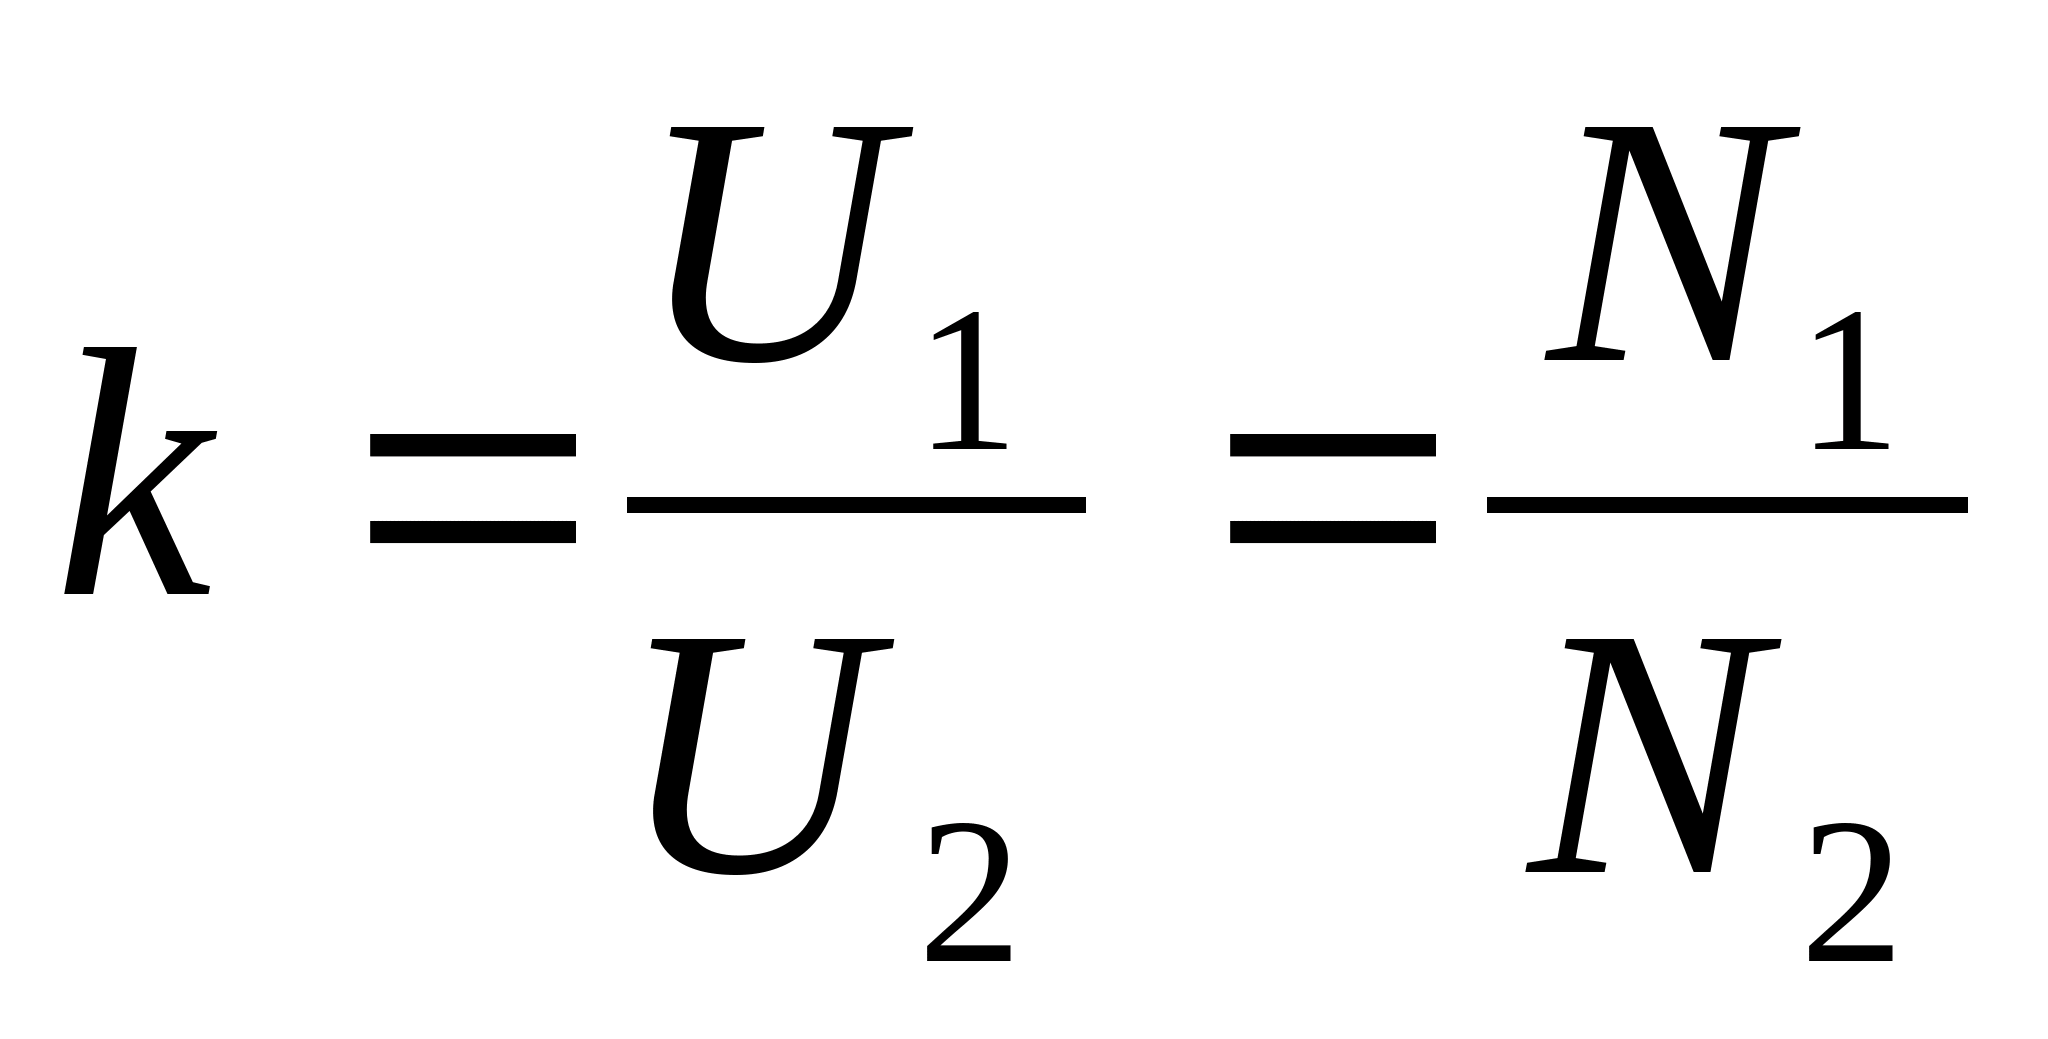 k = U₁/U₂ = N₁/N₂